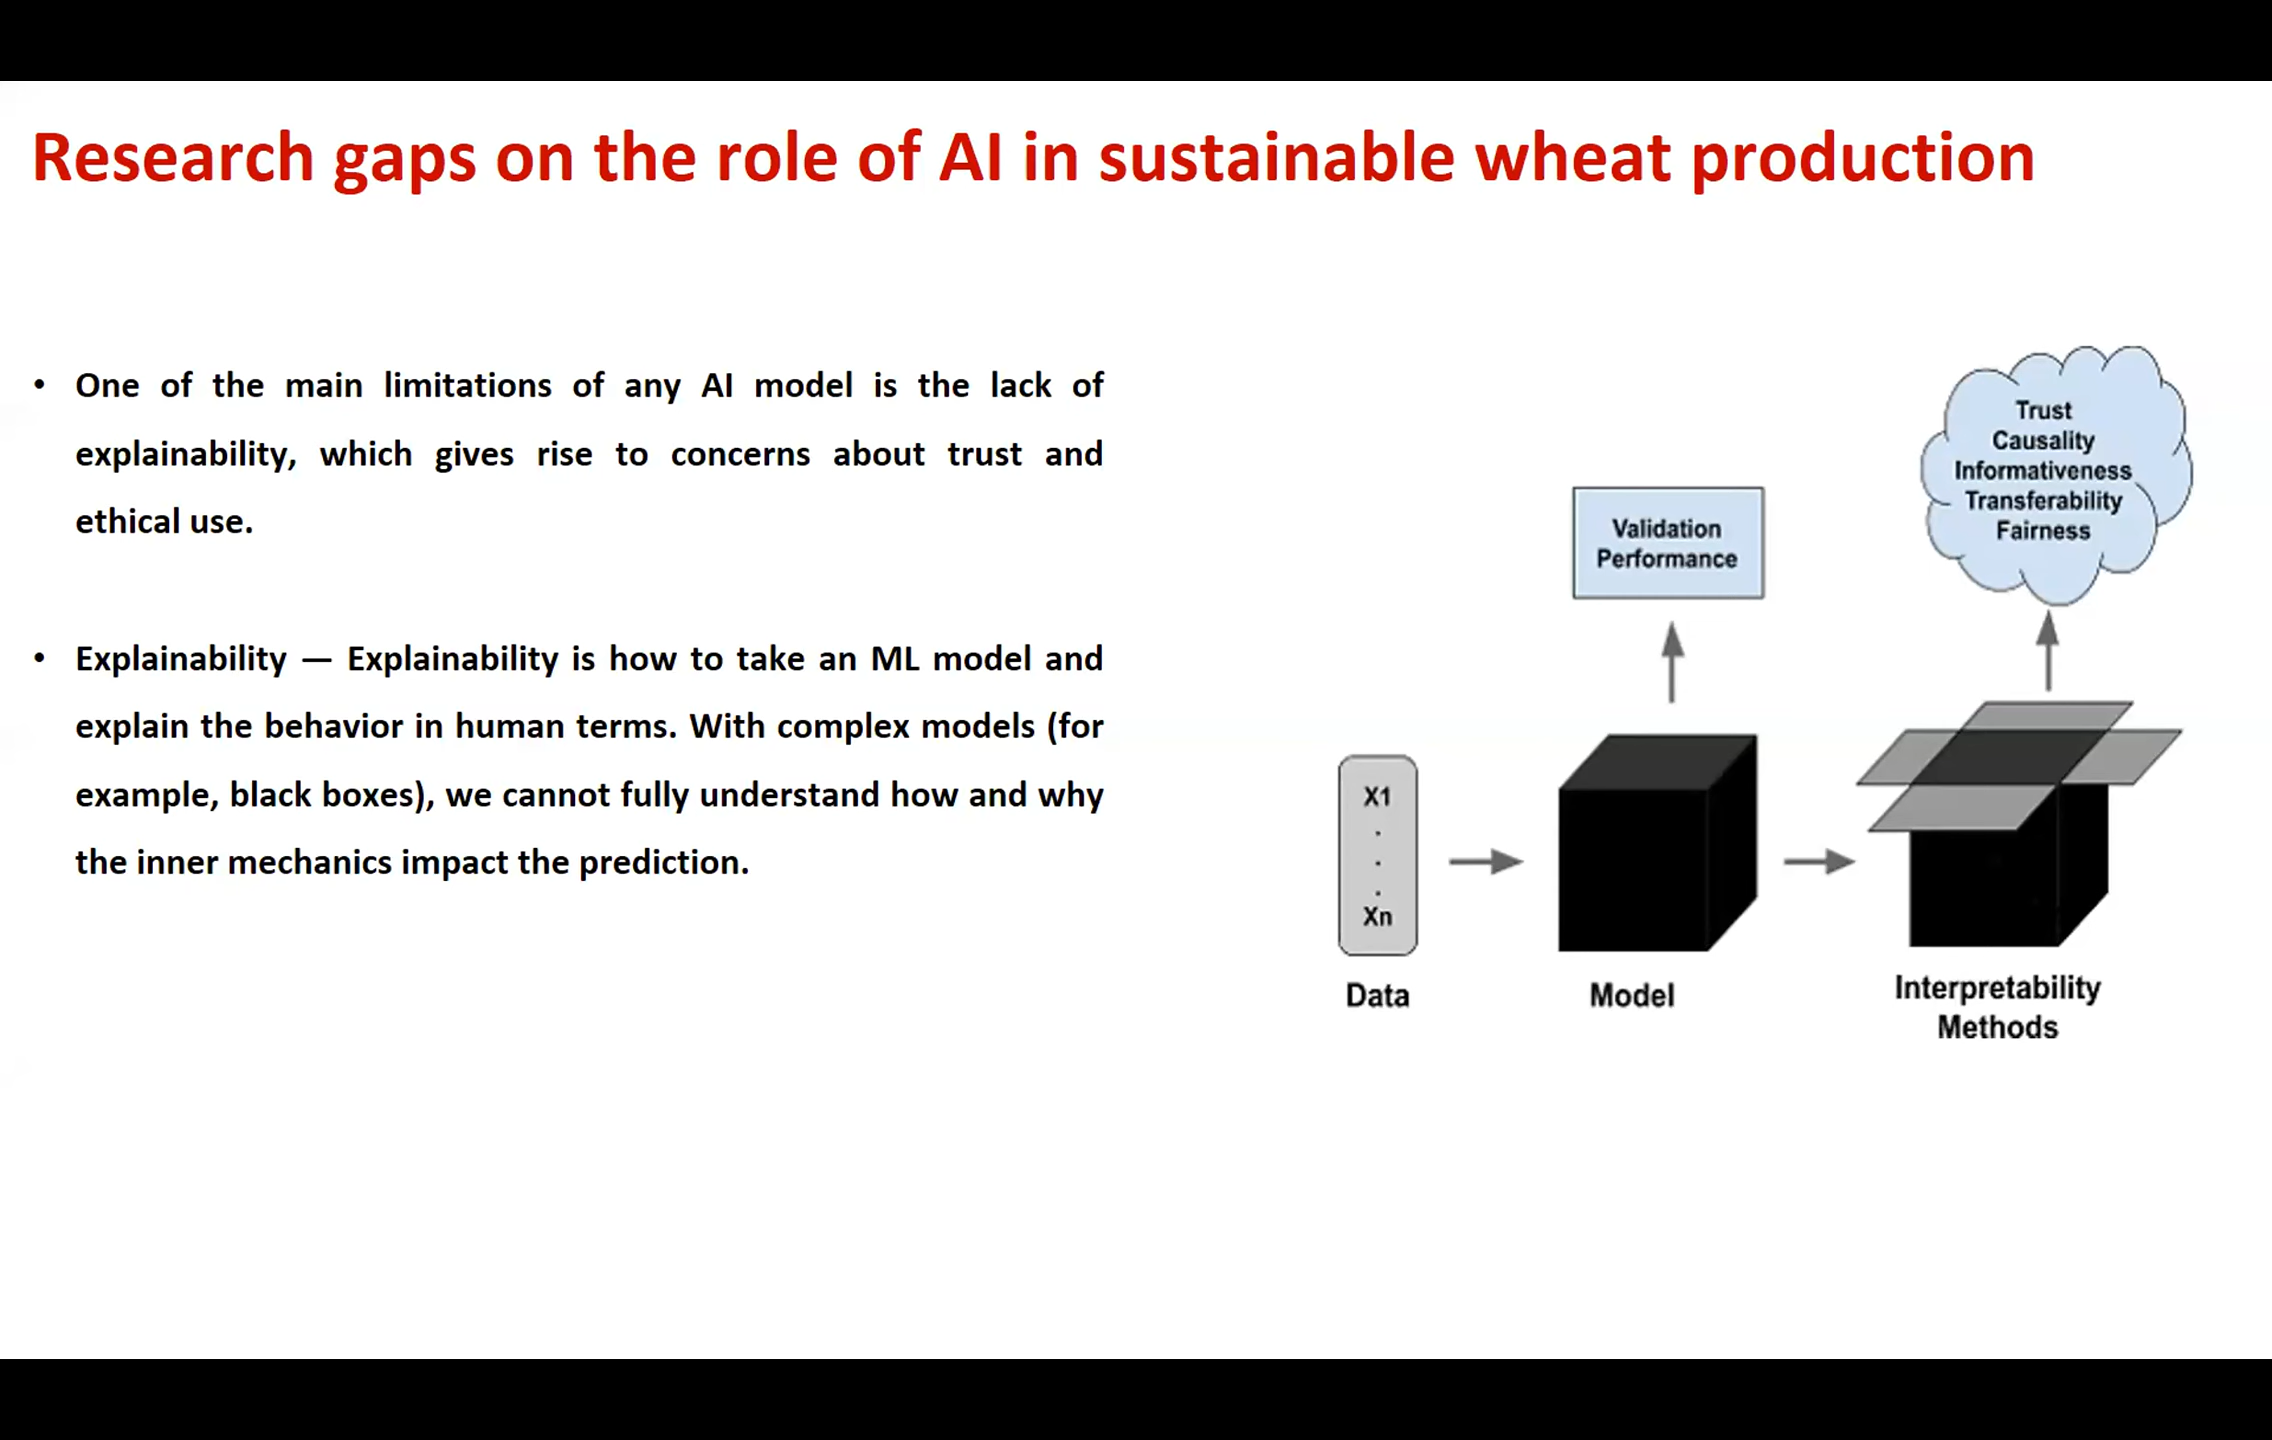 Research gaps on the role of AI in sustainable wheat production
• One of the main limitations of any AI model is the lack of
explainability, which gives rise to concerns about trust and
ethical use.
• Explainability — Explainability is how to take an ML model and
explain the behavior in human terms. With complex models (for
example, black boxes), we cannot fully understand how and why
the inner mechanics impact the prediction.
Trust
Causality
Informativeness
Transferability
Fairness
Validation
Performance
X1
.
.
.
Xn
Data
Model
Interpretability
Methods